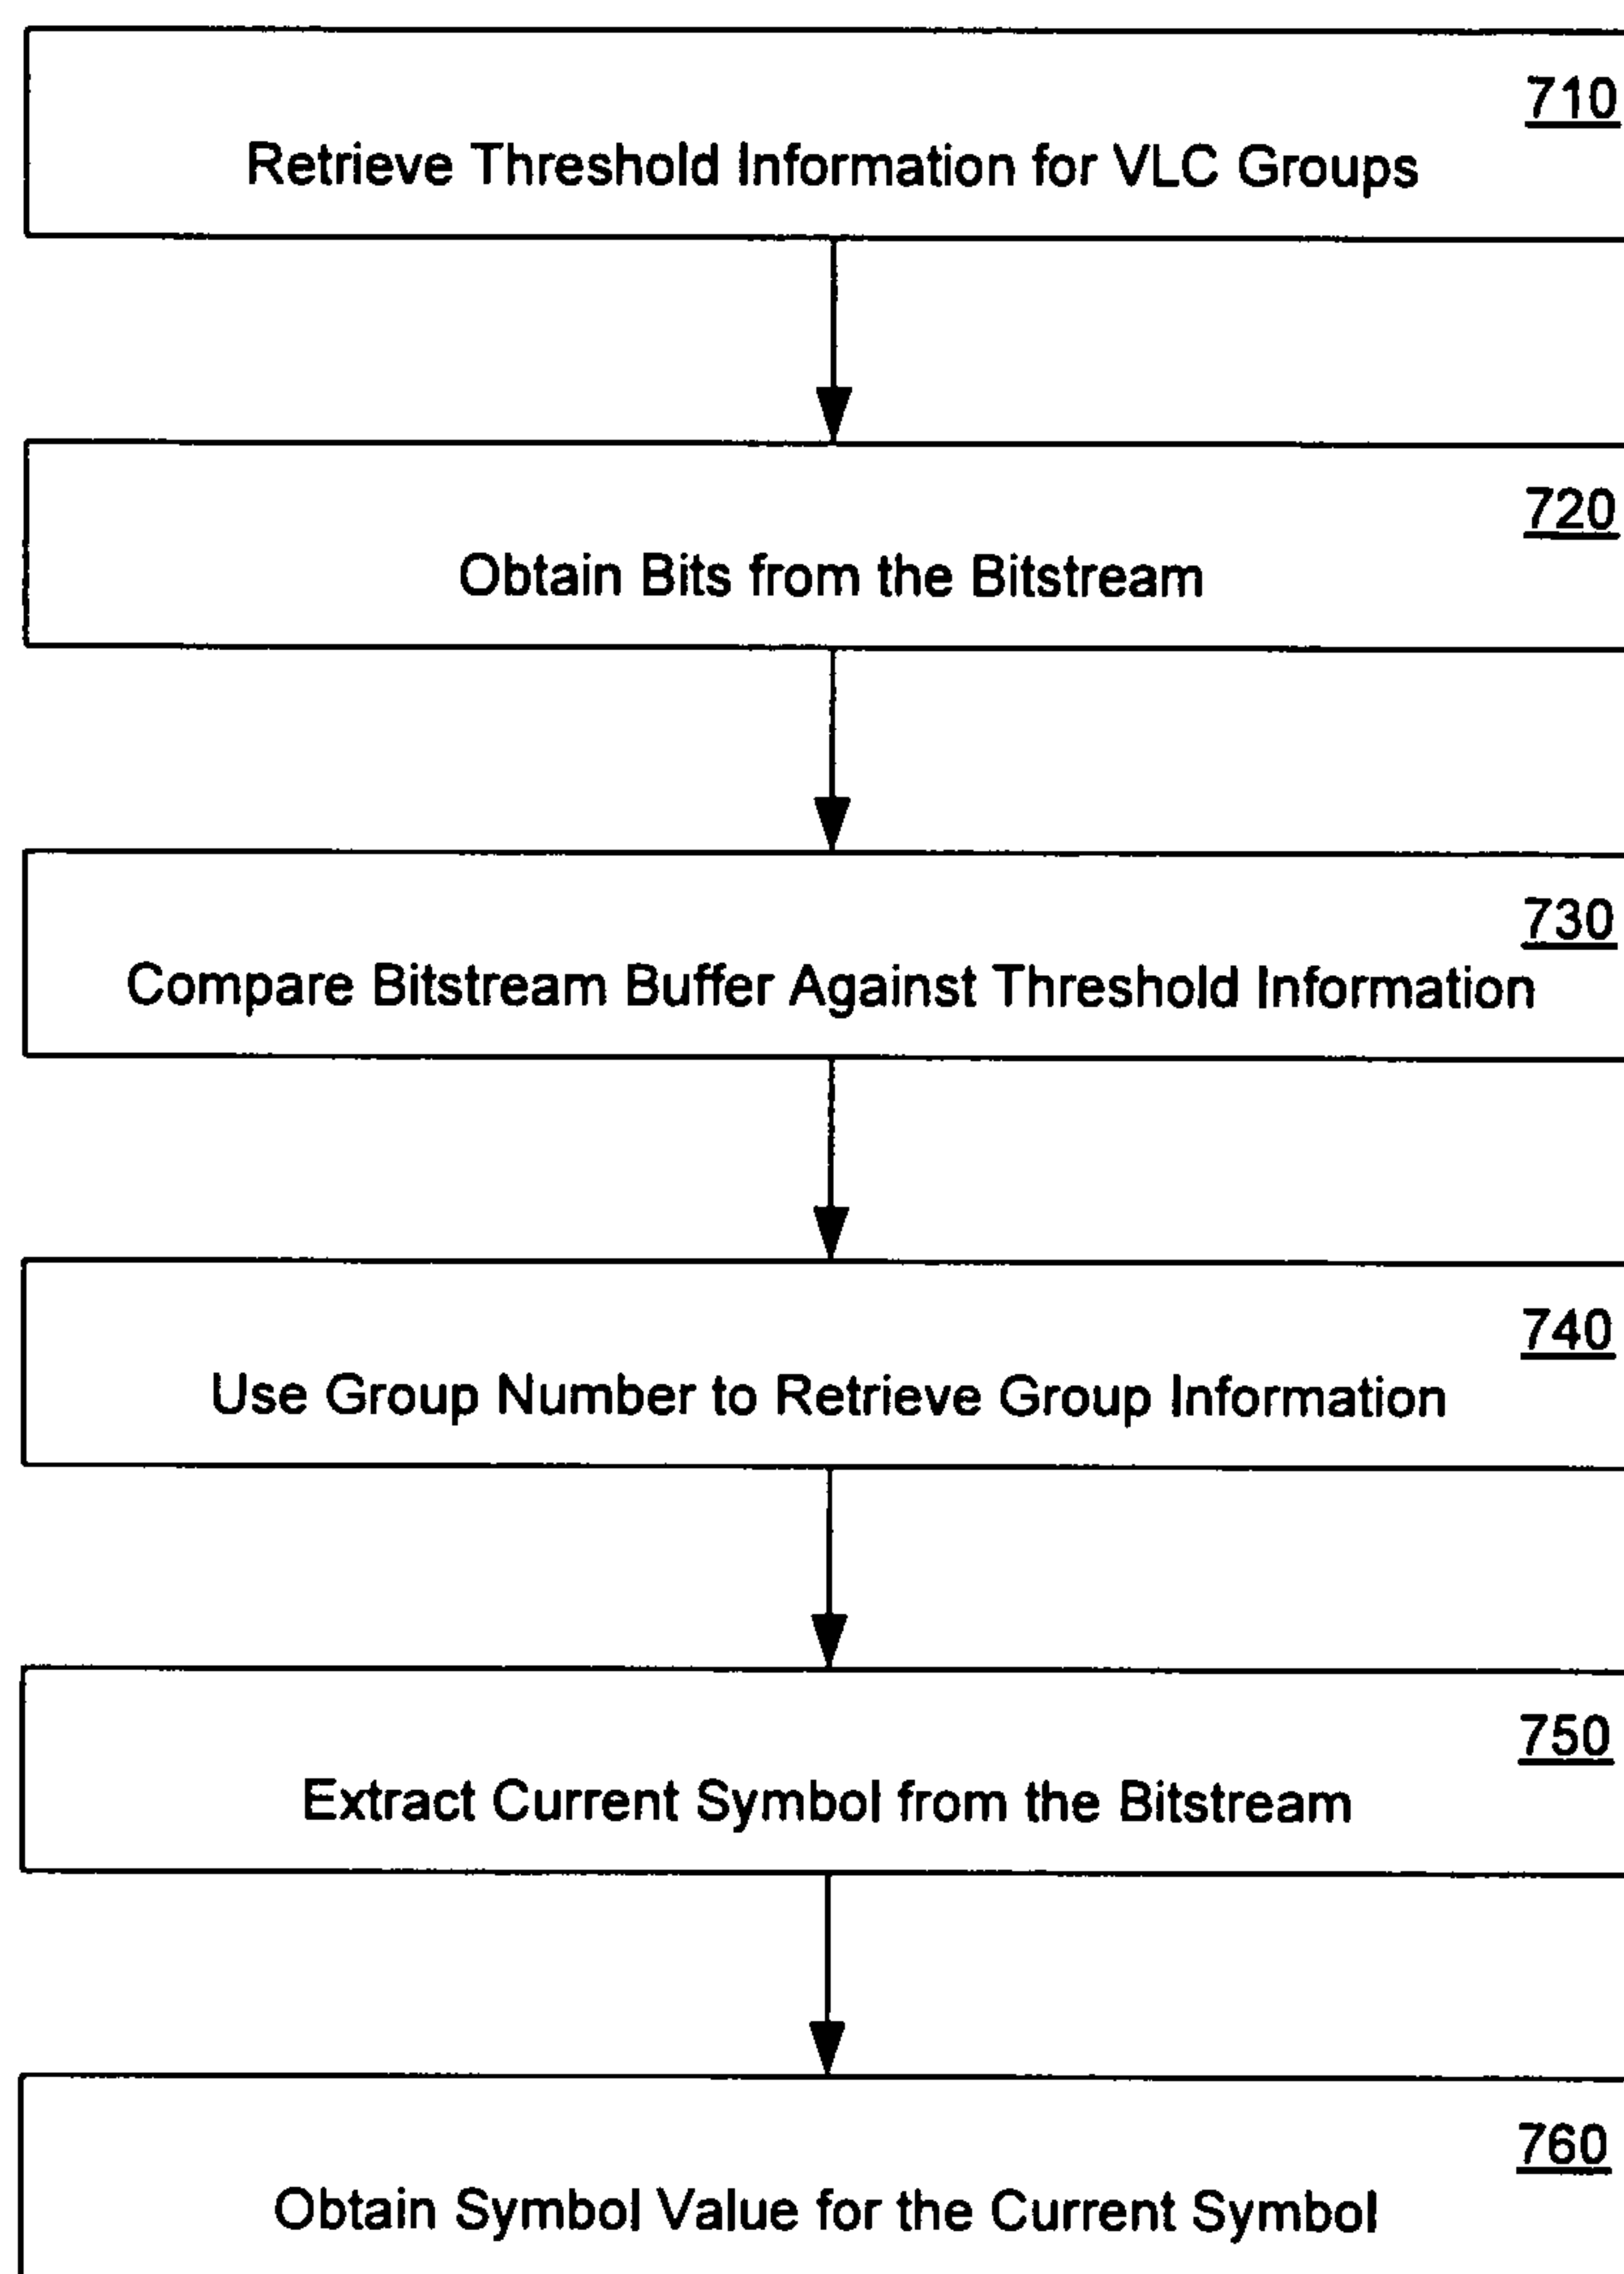 710
Retrieve Threshold Information for VLC Groups
720
Obtain Bits from the Bitstream
730
Compare Bitstream Buffer Against Threshold Information
740
Use Group Number to Retrieve Group Information
750
Extract Current Symbol from the Bitstream
760
Obtain Symbol Value for the Current Symbol